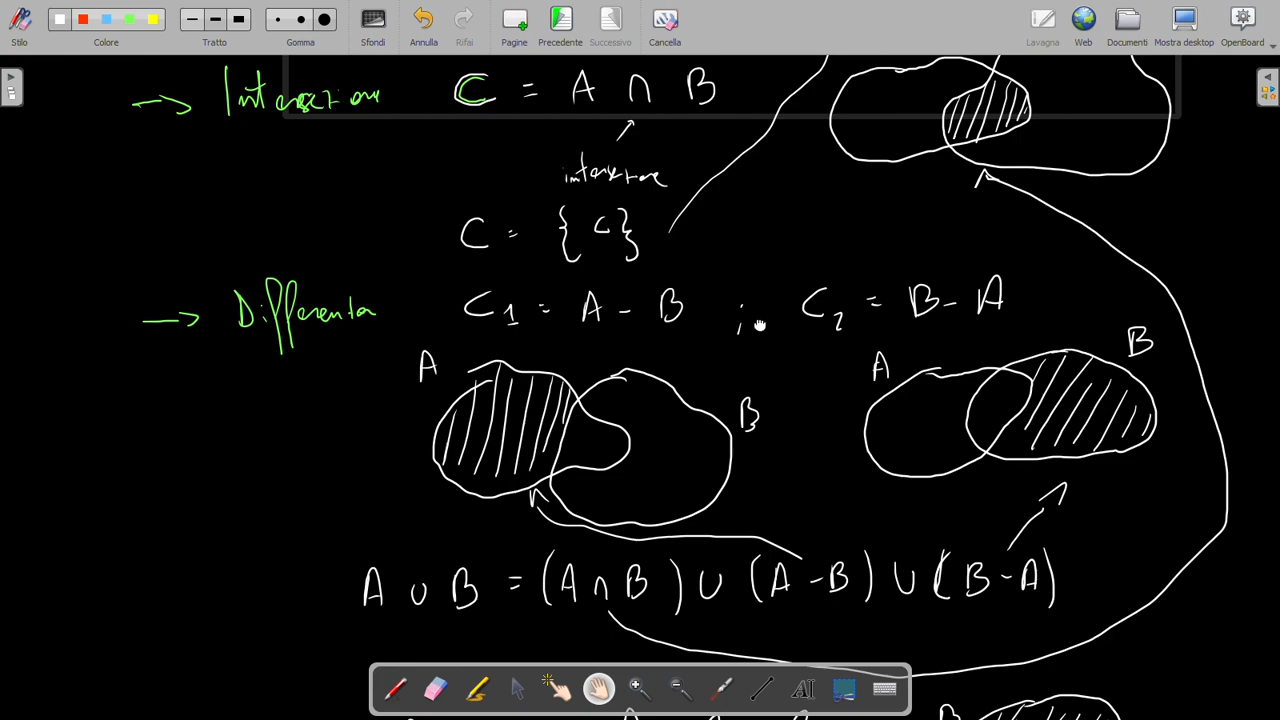 Stilo Colore Tratto Gomma Sfondi Annulla Rifai Pagine Precedente Successivo Cancella Lavagna Web Documenti Mostra desktop OpenBoard
→ Intersezione C = A ∩ B
intersezione
C = { C }
→ Differenza C1 = A - B ; C2 = B - A
A B A B
A ∪ B = (A ∩ B) ∪ (A - B) ∪ (B - A)
B